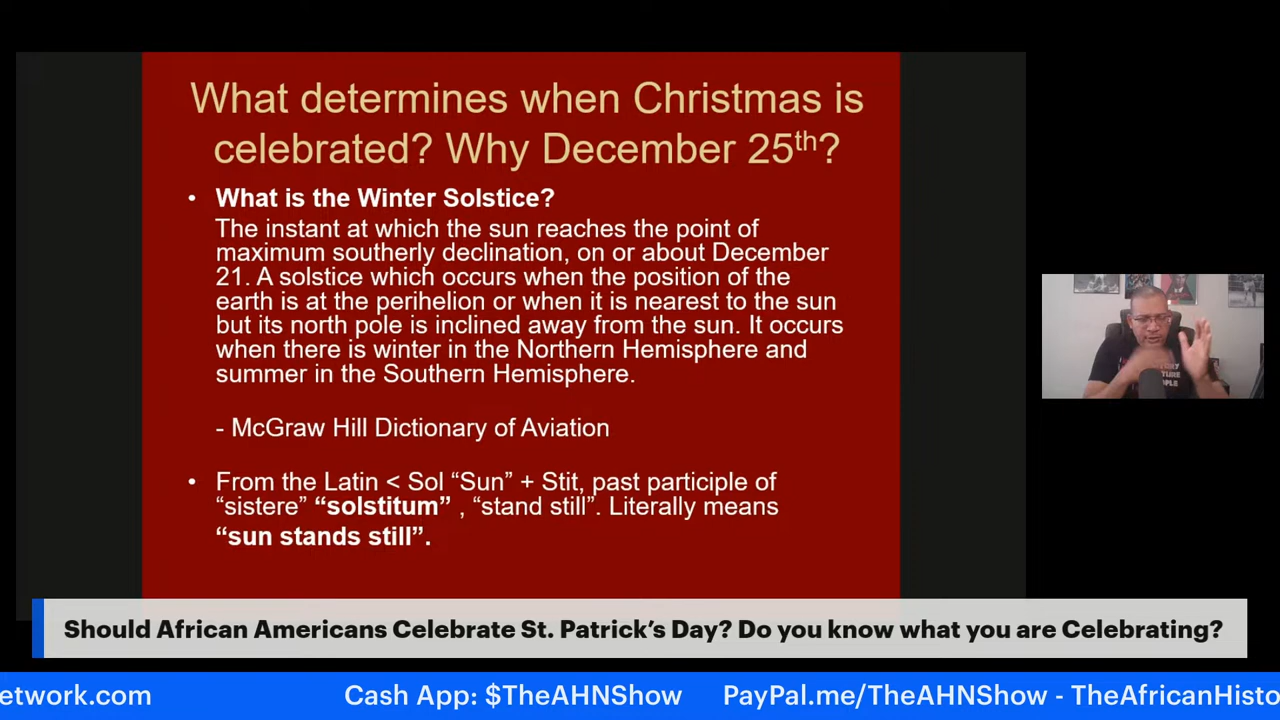 What determines when Christmas is
celebrated? Why December 25th?
• What is the Winter Solstice?
The instant at which the sun reaches the point of
maximum southerly declination, on or about December
21. A solstice which occurs when the position of the
earth is at the perihelion or when it is nearest to the sun
but its north pole is inclined away from the sun. It occurs
when there is winter in the Northern Hemisphere and
summer in the Southern Hemisphere.
- McGraw Hill Dictionary of Aviation
• From the Latin < Sol “Sun” + Stit, past participle of
“sistere” “solstitum” , “stand still”. Literally means
“sun stands still”.
Should African Americans Celebrate St. Patrick’s Day? Do you know what you are Celebrating?
etwork.com Cash App: $TheAHNShow PayPal.me/TheAHNShow - TheAfricanHisto